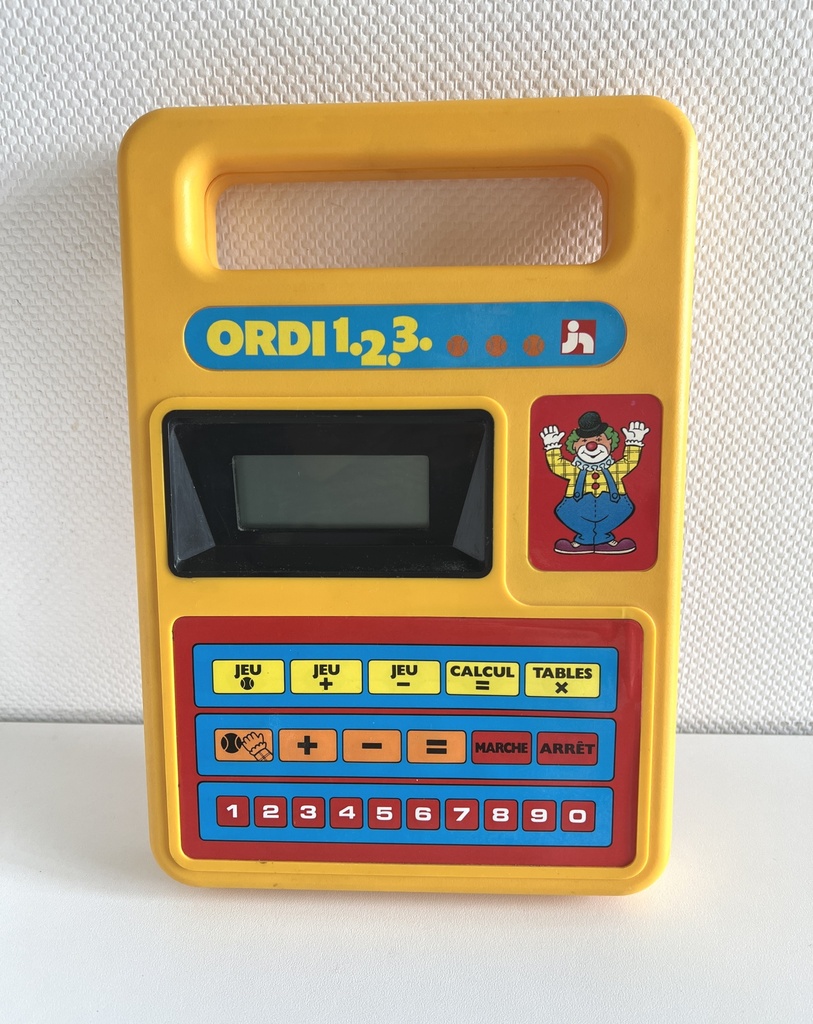 ORDI 1.2.3. jh
JEU JEU + JEU − CALCUL = TABLES ×
+ − = MARCHE ARRÊT
1 2 3 4 5 6 7 8 9 0